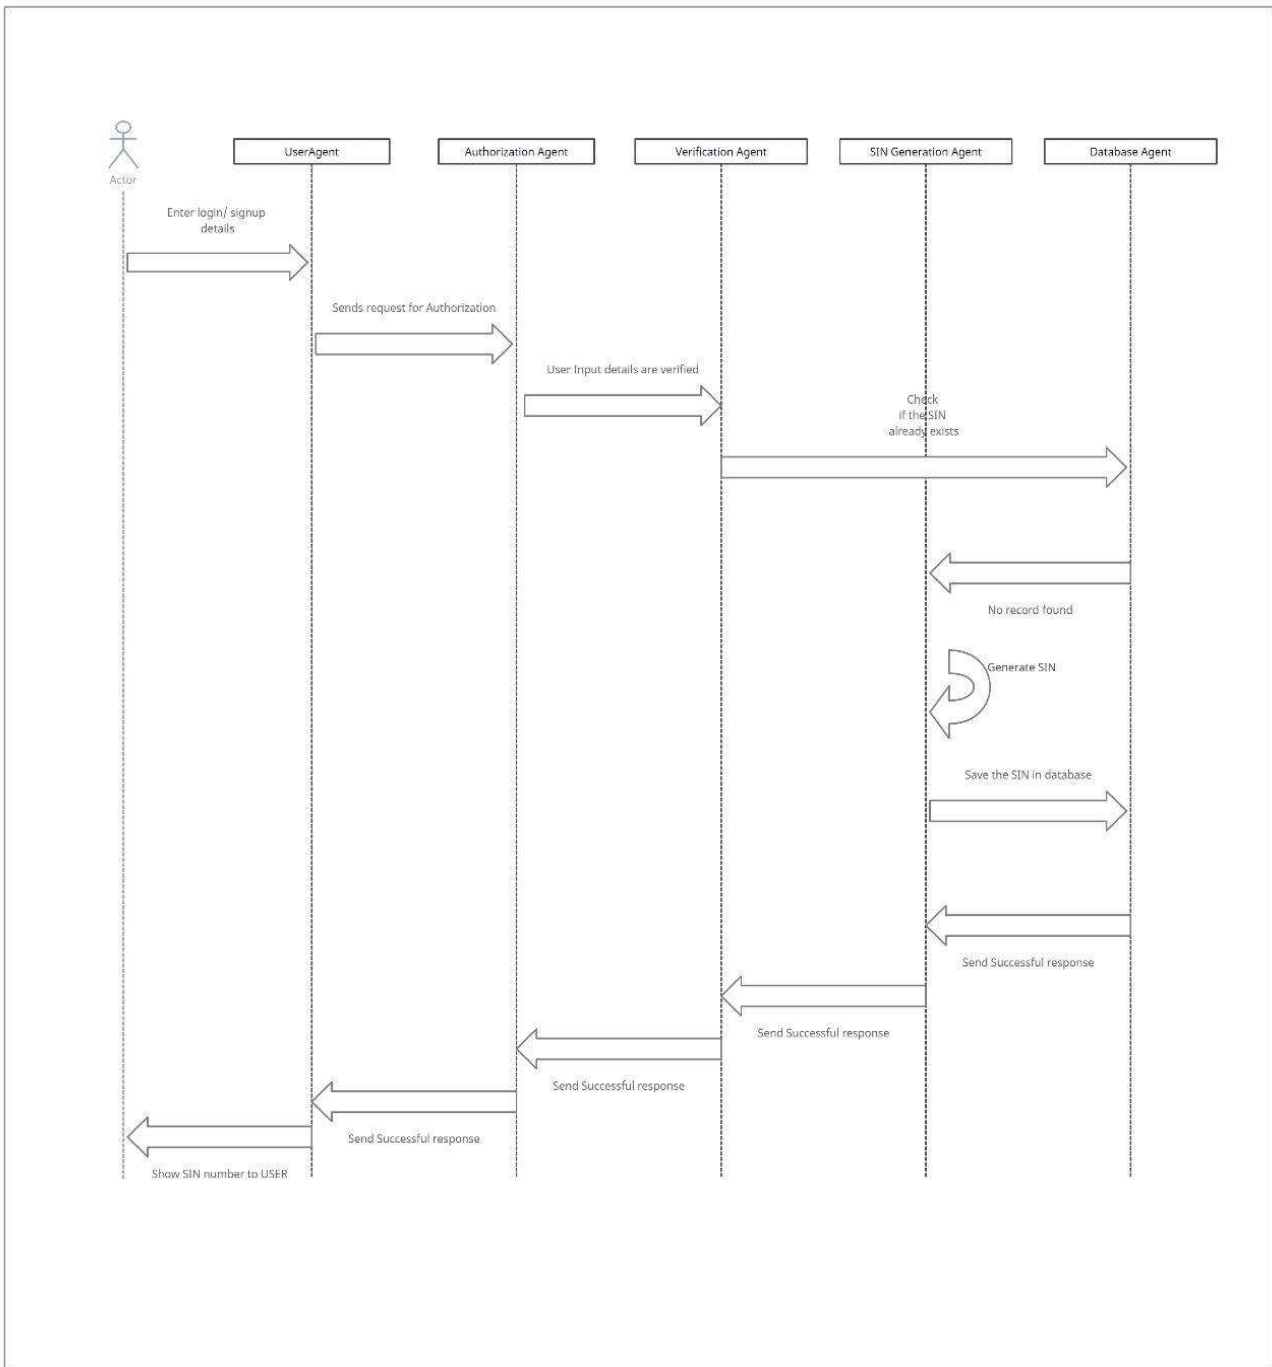 UserAgent
Authorization Agent
Verification Agent
SIN Generation Agent
Database Agent
Actor
Enter login/ signup
details
Sends request for Authorization
User Input details are verified
Check
if the SIN
already exists
No record found
Generate SIN
Save the SIN in database
Send Successful response
Send Successful response
Send Successful response
Send Successful response
Show SIN number to USER